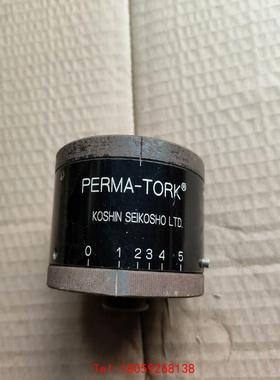 PERMA-TORK®
KOSHIN SEIKOSHO LTD.
0 1 2 3 4 5
Tel:18052268138